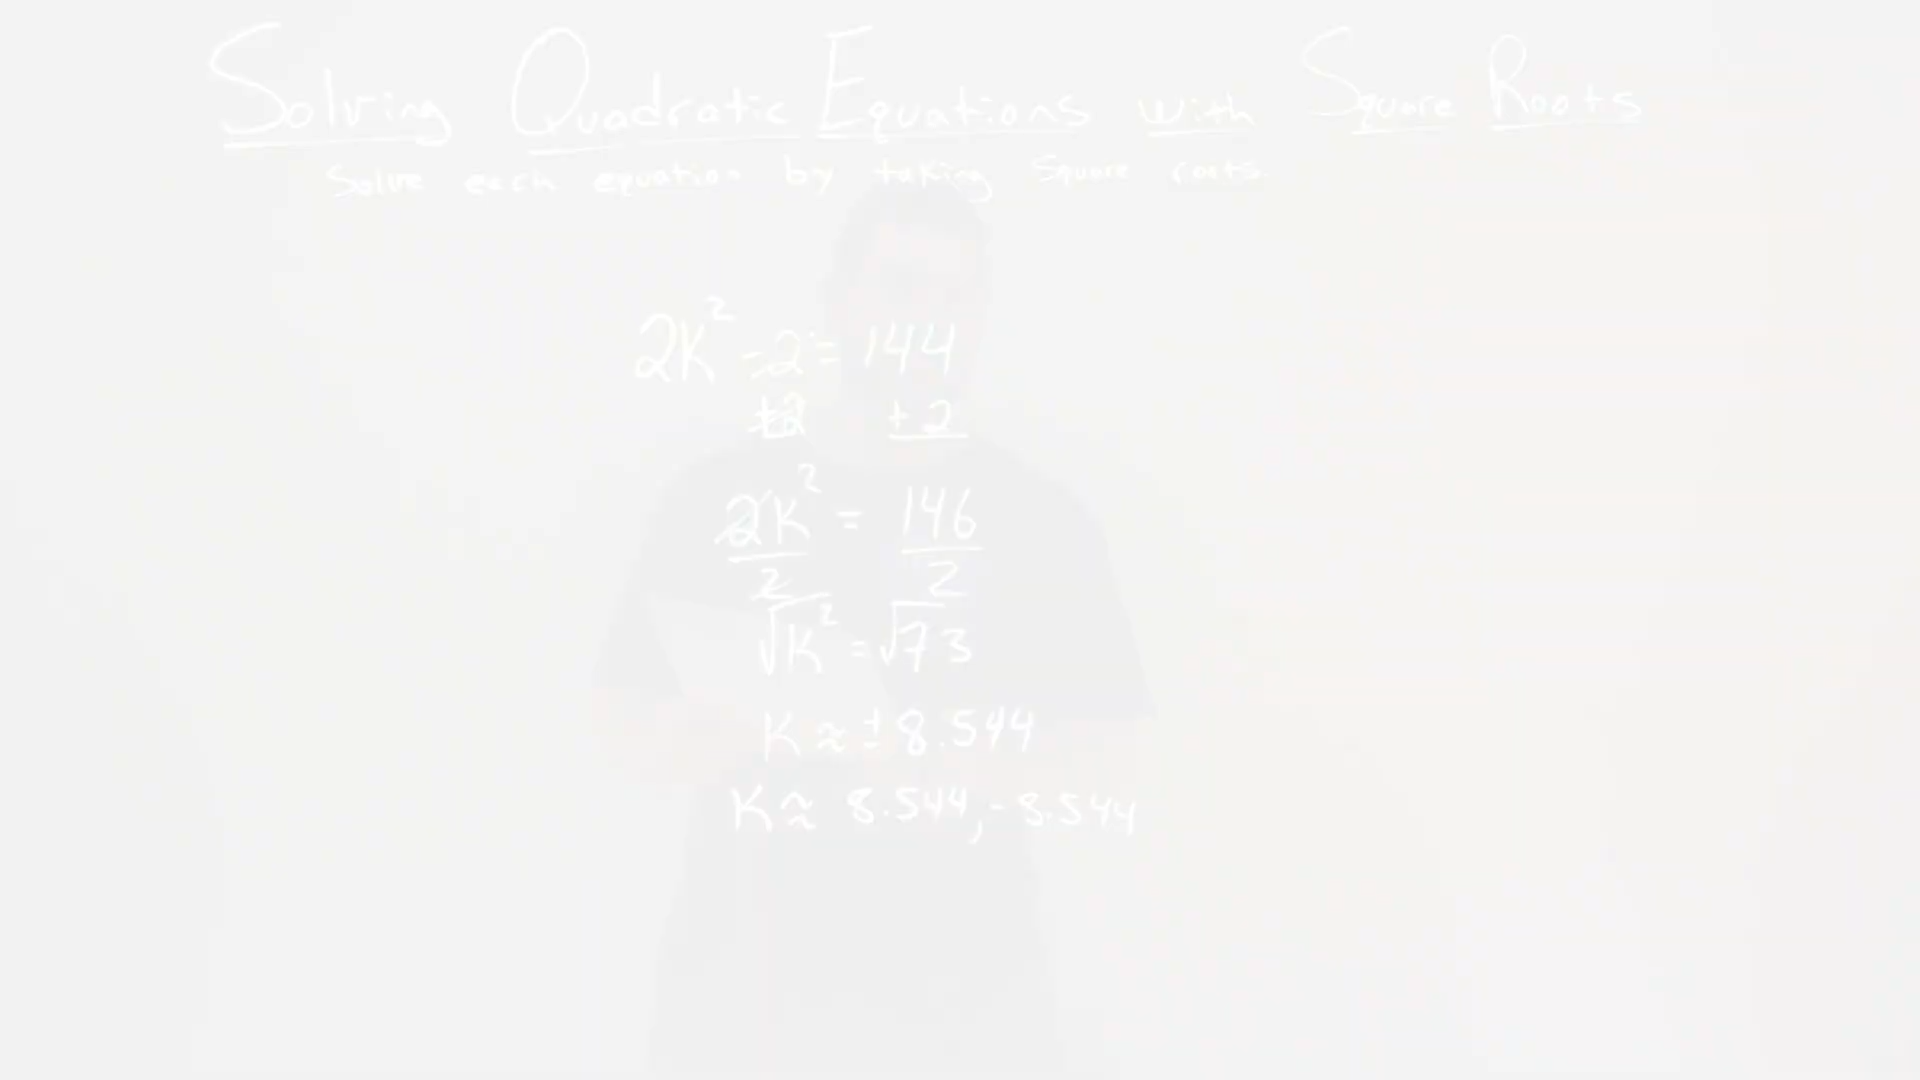 Solving Quadratic Equations with Square Roots
Solve each equation by taking square roots.
2K² - 2 = 144
+2 +2
2K² = 146
2 2
√K² = √73
K ≈ ± 8.544
K ≈ 8.544, - 8.544